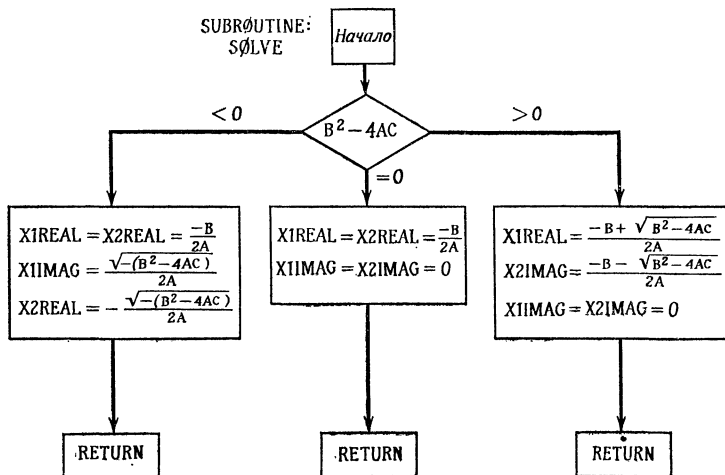 SUBRØUTINE:
SØLVE
Начало
< 0
B² − 4AC
> 0
= 0
X1REAL = X2REAL = −B / 2A
X1IMAG = √−(B² − 4AC) / 2A
X2REAL = − √−(B² − 4AC) / 2A
X1REAL = X2REAL = −B / 2A
X1IMAG = X2IMAG = 0
X1REAL = −B + √B² − 4AC / 2A
X2IMAG = −B − √B² − 4AC / 2A
X1IMAG = X2IMAG = 0
RETURN
RETURN
RETURN